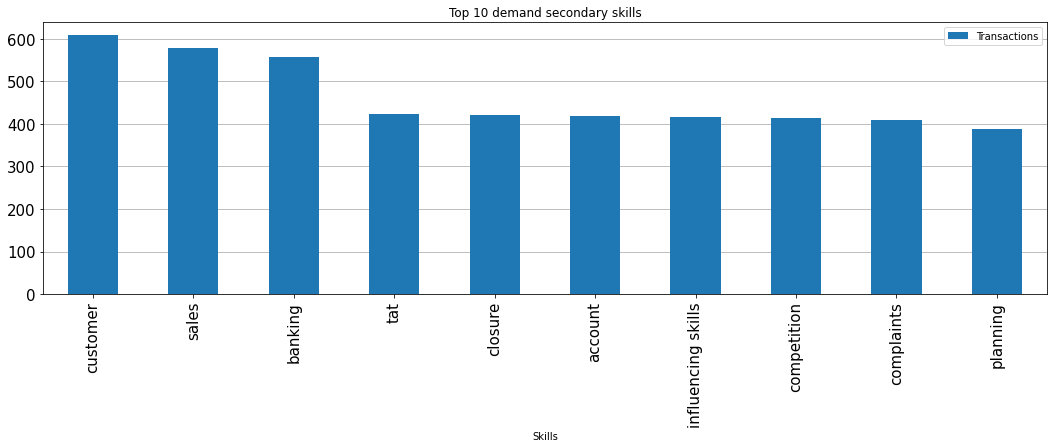 Top 10 demand secondary skills
Transactions
600
500
400
300
200
100
0
customer
sales
banking
tat
closure
account
influencing skills
competition
complaints
planning
Skills